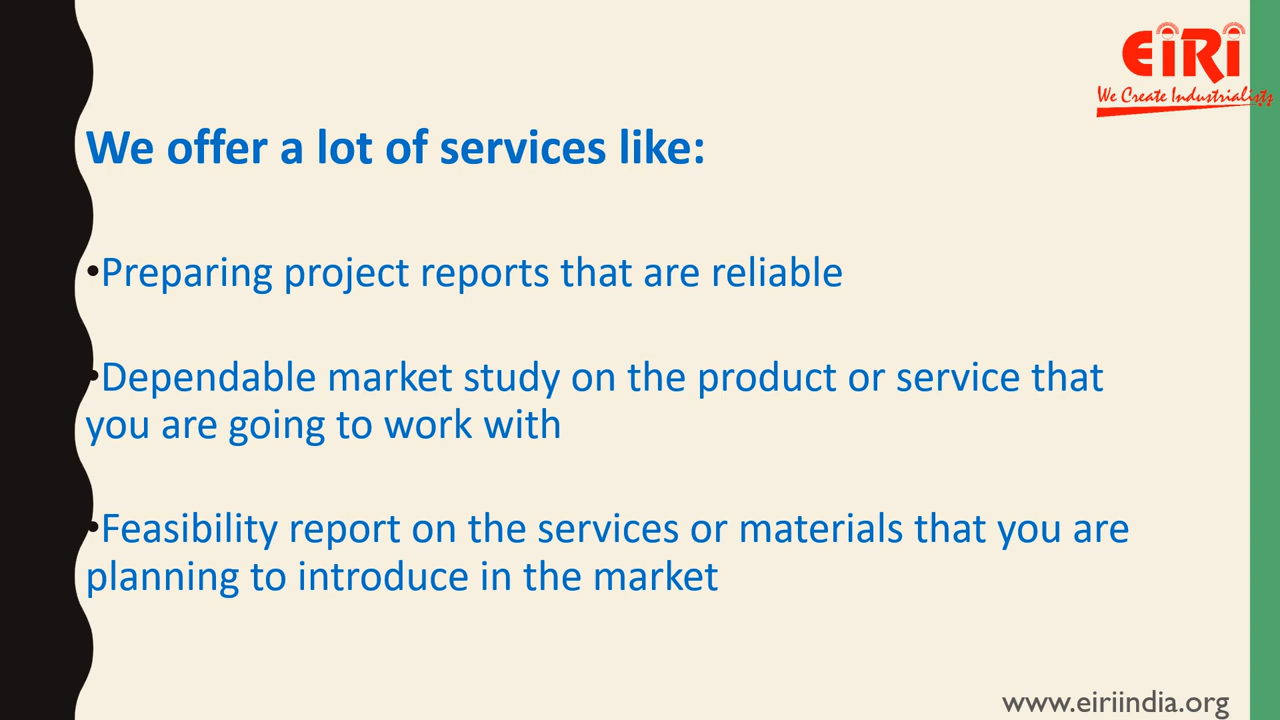 EiRi
We Create Industrialists
We offer a lot of services like:
•Preparing project reports that are reliable
•Dependable market study on the product or service that
you are going to work with
•Feasibility report on the services or materials that you are
planning to introduce in the market
www.eiriindia.org